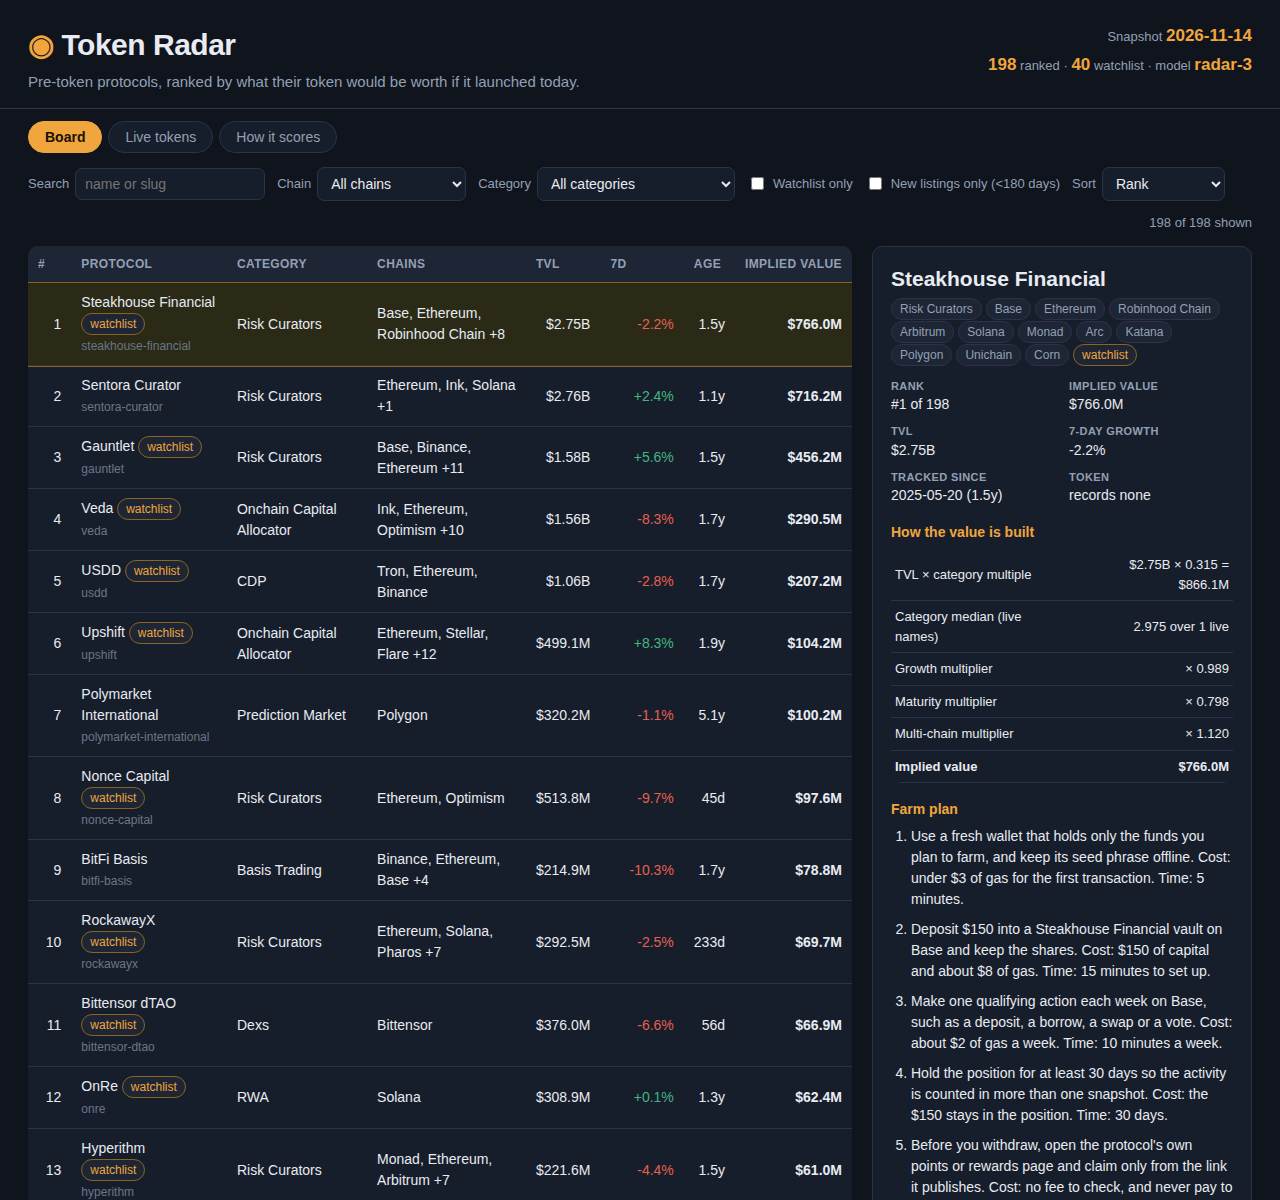 ◉ Token Radar
Pre-token protocols, ranked by what their token would be worth if it launched today.
Snapshot 2026-11-14
198 ranked · 40 watchlist · model radar-3
Board
Live tokens
How it scores
Search name or slug Chain All chains Category All categories Watchlist only New listings only (<180 days) Sort Rank
198 of 198 shown
# PROTOCOL CATEGORY CHAINS TVL 7D AGE IMPLIED VALUE
1 Steakhouse Financial watchlist steakhouse-financial Risk Curators Base, Ethereum, Robinhood Chain +8 $2.75B -2.2% 1.5y $766.0M
2 Sentora Curator sentora-curator Risk Curators Ethereum, Ink, Solana +1 $2.76B +2.4% 1.1y $716.2M
3 Gauntlet watchlist gauntlet Risk Curators Base, Binance, Ethereum +11 $1.58B +5.6% 1.5y $456.2M
4 Veda watchlist veda Onchain Capital Allocator Ink, Ethereum, Optimism +10 $1.56B -8.3% 1.7y $290.5M
5 USDD watchlist usdd CDP Tron, Ethereum, Binance $1.06B -2.8% 1.7y $207.2M
6 Upshift watchlist upshift Onchain Capital Allocator Ethereum, Stellar, Flare +12 $499.1M +8.3% 1.9y $104.2M
7 Polymarket International polymarket-international Prediction Market Polygon $320.2M -1.1% 5.1y $100.2M
8 Nonce Capital watchlist nonce-capital Risk Curators Ethereum, Optimism $513.8M -9.7% 45d $97.6M
9 BitFi Basis bitfi-basis Basis Trading Binance, Ethereum, Base +4 $214.9M -10.3% 1.7y $78.8M
10 RockawayX watchlist rockawayx Risk Curators Ethereum, Solana, Pharos +7 $292.5M -2.5% 233d $69.7M
11 Bittensor dTAO watchlist bittensor-dtao Dexs Bittensor $376.0M -6.6% 56d $66.9M
12 OnRe watchlist onre RWA Solana $308.9M +0.1% 1.3y $62.4M
13 Hyperithm watchlist hyperithm Risk Curators Monad, Ethereum, Arbitrum +7 $221.6M -4.4% 1.5y $61.0M
Steakhouse Financial
Risk Curators Base Ethereum Robinhood Chain
Arbitrum Solana Monad Arc Katana
Polygon Unichain Corn watchlist
RANK IMPLIED VALUE
#1 of 198 $766.0M
TVL 7-DAY GROWTH
$2.75B -2.2%
TRACKED SINCE TOKEN
2025-05-20 (1.5y) records none
How the value is built
TVL × category multiple $2.75B × 0.315 = $866.1M
Category median (live names) 2.975 over 1 live
Growth multiplier × 0.989
Maturity multiplier × 0.798
Multi-chain multiplier × 1.120
Implied value $766.0M
Farm plan
1. Use a fresh wallet that holds only the funds you
plan to farm, and keep its seed phrase offline. Cost:
under $3 of gas for the first transaction. Time: 5
minutes.
2. Deposit $150 into a Steakhouse Financial vault on
Base and keep the shares. Cost: $150 of capital
and about $8 of gas. Time: 15 minutes to set up.
3. Make one qualifying action each week on Base,
such as a deposit, a borrow, a swap or a vote. Cost:
about $2 of gas a week. Time: 10 minutes a week.
4. Hold the position for at least 30 days so the activity
is counted in more than one snapshot. Cost: the
$150 stays in the position. Time: 30 days.
5. Before you withdraw, open the protocol's own
points or rewards page and claim only from the link
it publishes. Cost: no fee to check, and never pay to